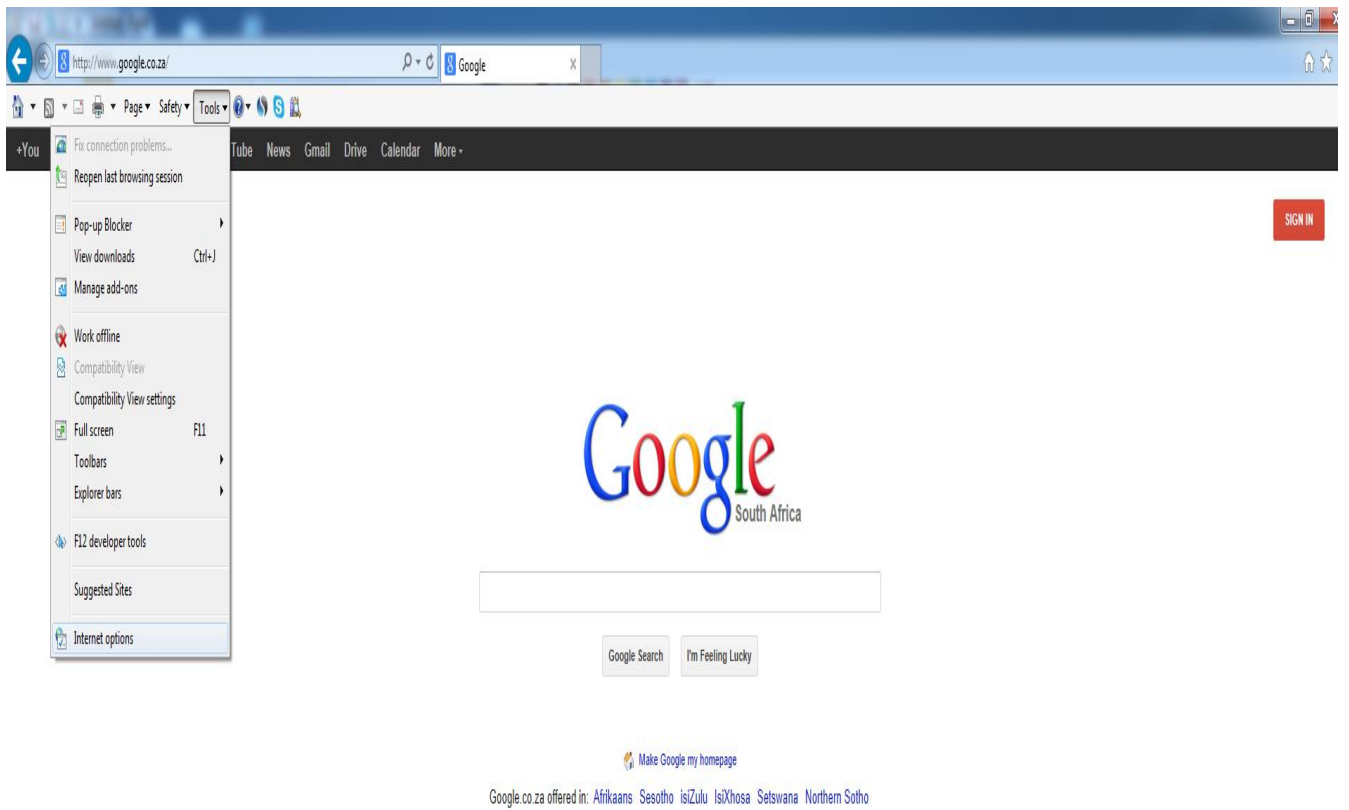 http://www.google.co.za/
Google
Page Safety Tools
+You Tube News Gmail Drive Calendar More
Fix connection problems...
Reopen last browsing session
Pop-up Blocker
View downloads Ctrl+J
Manage add-ons
Work offline
Compatibility View
Compatibility View settings
Full screen F11
Toolbars
Explorer bars
F12 developer tools
Suggested Sites
Internet options
SIGN IN
Google
South Africa
Google Search I'm Feeling Lucky
Make Google my homepage
Google.co.za offered in: Afrikaans Sesotho isiZulu IsiXhosa Setswana Northern Sotho